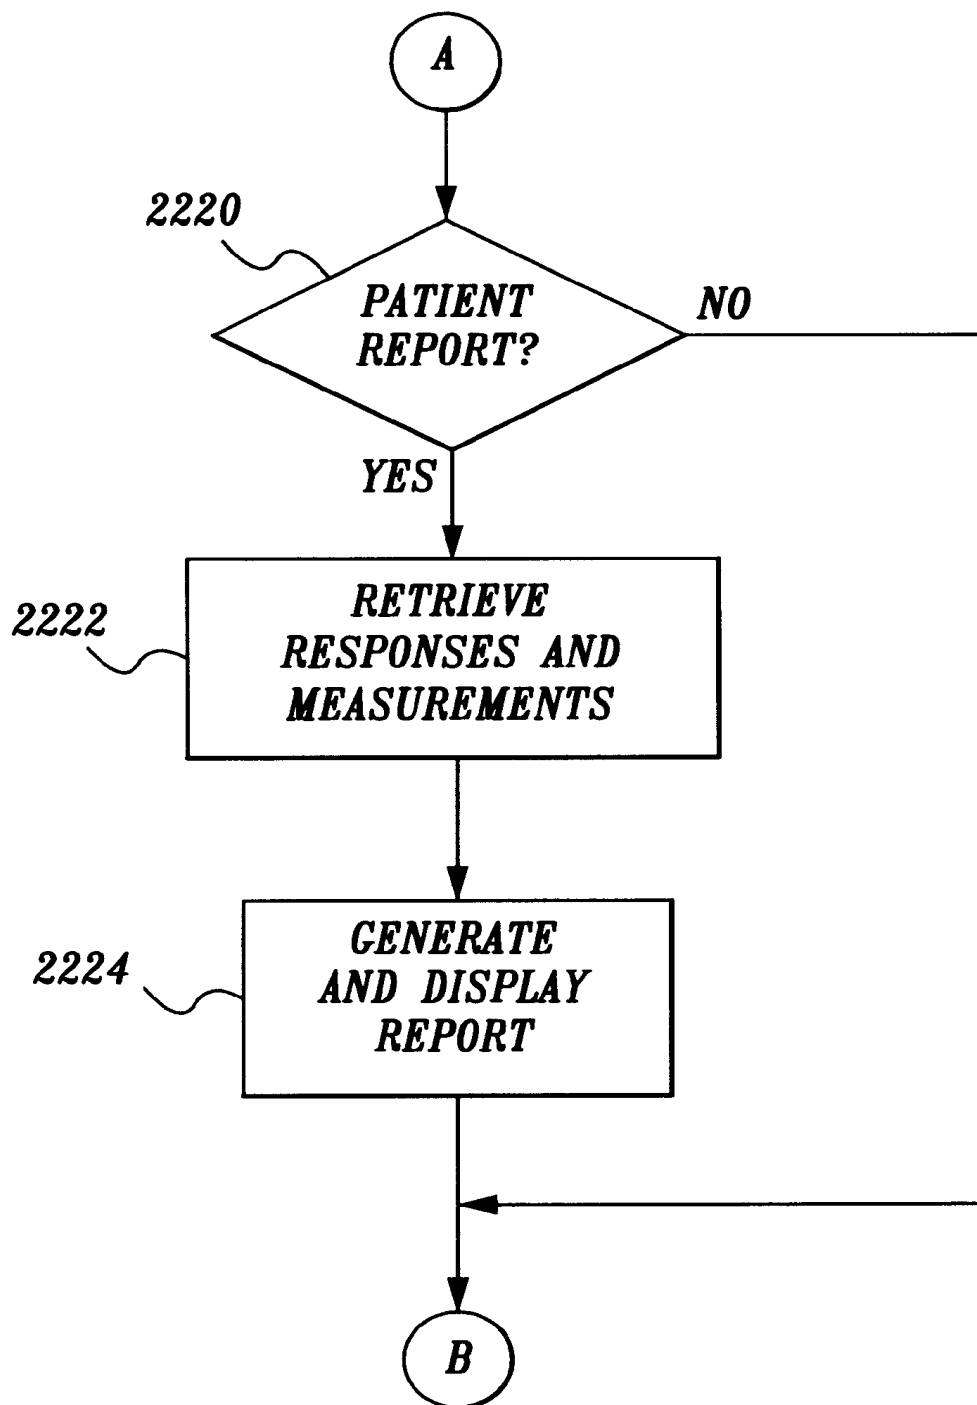 A
2220
PATIENT
REPORT?
NO
YES
2222
RETRIEVE
RESPONSES AND
MEASUREMENTS
2224
GENERATE
AND DISPLAY
REPORT
B